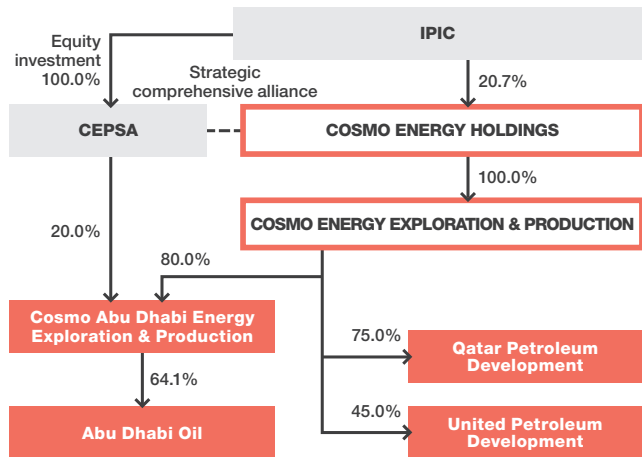 IPIC
Equity
investment
100.0%
Strategic
comprehensive alliance
20.7%
CEPSA
COSMO ENERGY HOLDINGS
100.0%
COSMO ENERGY EXPLORATION & PRODUCTION
20.0%
80.0%
Cosmo Abu Dhabi Energy
Exploration & Production
75.0%
Qatar Petroleum
Development
64.1%
45.0%
Abu Dhabi Oil
United Petroleum
Development